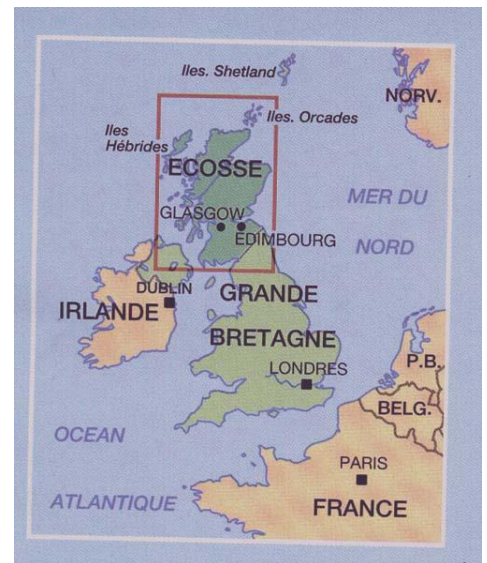 Iles. Shetland
NORV.
Iles. Orcades
Iles
Hébrides
ECOSSE
MER DU
NORD
GLASGOW
EDIMBOURG
DUBLIN
IRLANDE
GRANDE
BRETAGNE
LONDRES
P.B.
BELG.
OCEAN
ATLANTIQUE
PARIS
FRANCE